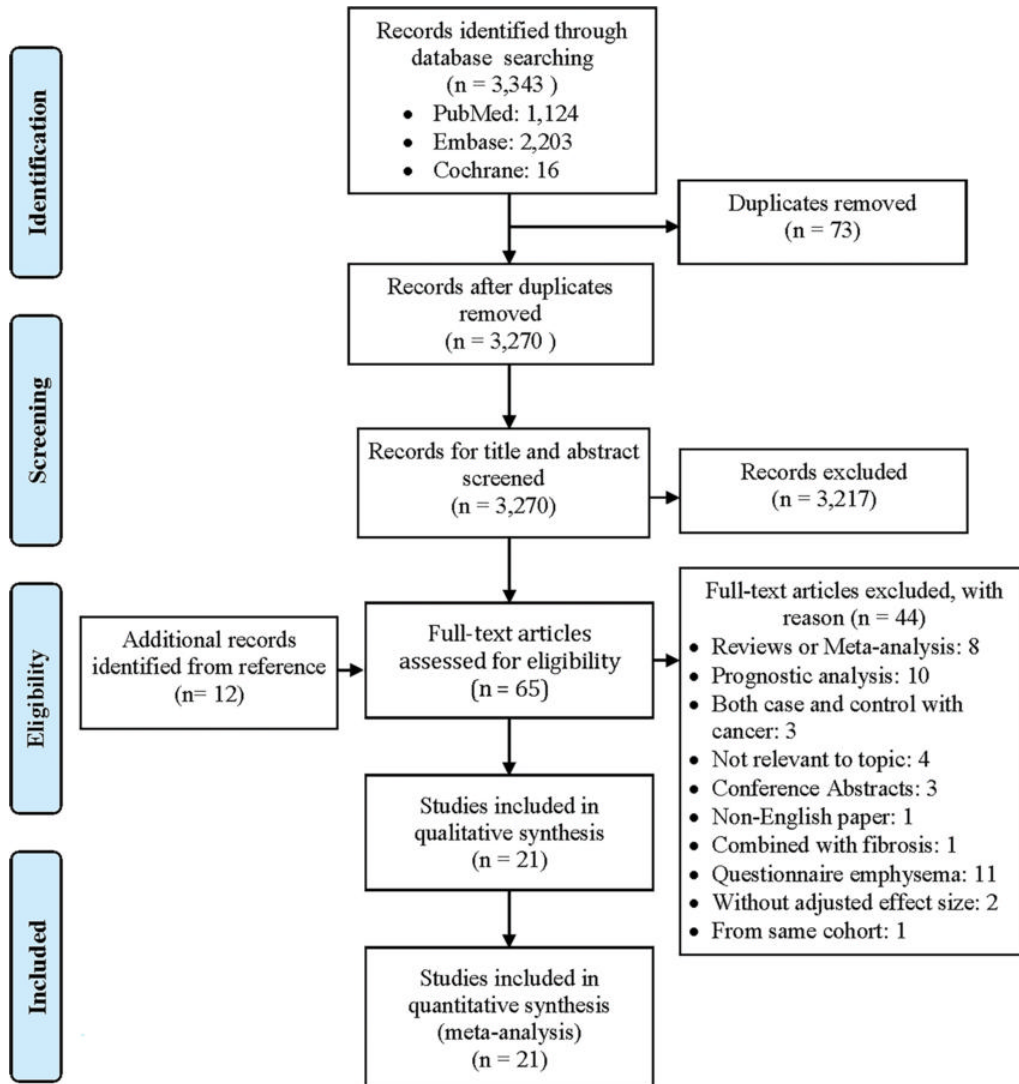 Identification
Records identified through
database searching
(n = 3,343 )
• PubMed: 1,124
• Embase: 2,203
• Cochrane: 16
Duplicates removed
(n = 73)
Records after duplicates
removed
(n = 3,270 )
Screening
Records for title and abstract
screened
(n = 3,270)
Records excluded
(n = 3,217)
Eligibility
Additional records
identified from reference
(n= 12)
Full-text articles
assessed for eligibility
(n = 65)
Full-text articles excluded, with
reason (n = 44)
• Reviews or Meta-analysis: 8
• Prognostic analysis: 10
• Both case and control with
cancer: 3
• Not relevant to topic: 4
• Conference Abstracts: 3
• Non-English paper: 1
• Combined with fibrosis: 1
• Questionnaire emphysema: 11
• Without adjusted effect size: 2
• From same cohort: 1
Studies included in
qualitative synthesis
(n = 21)
Included
Studies included in
quantitative synthesis
(meta-analysis)
(n = 21)